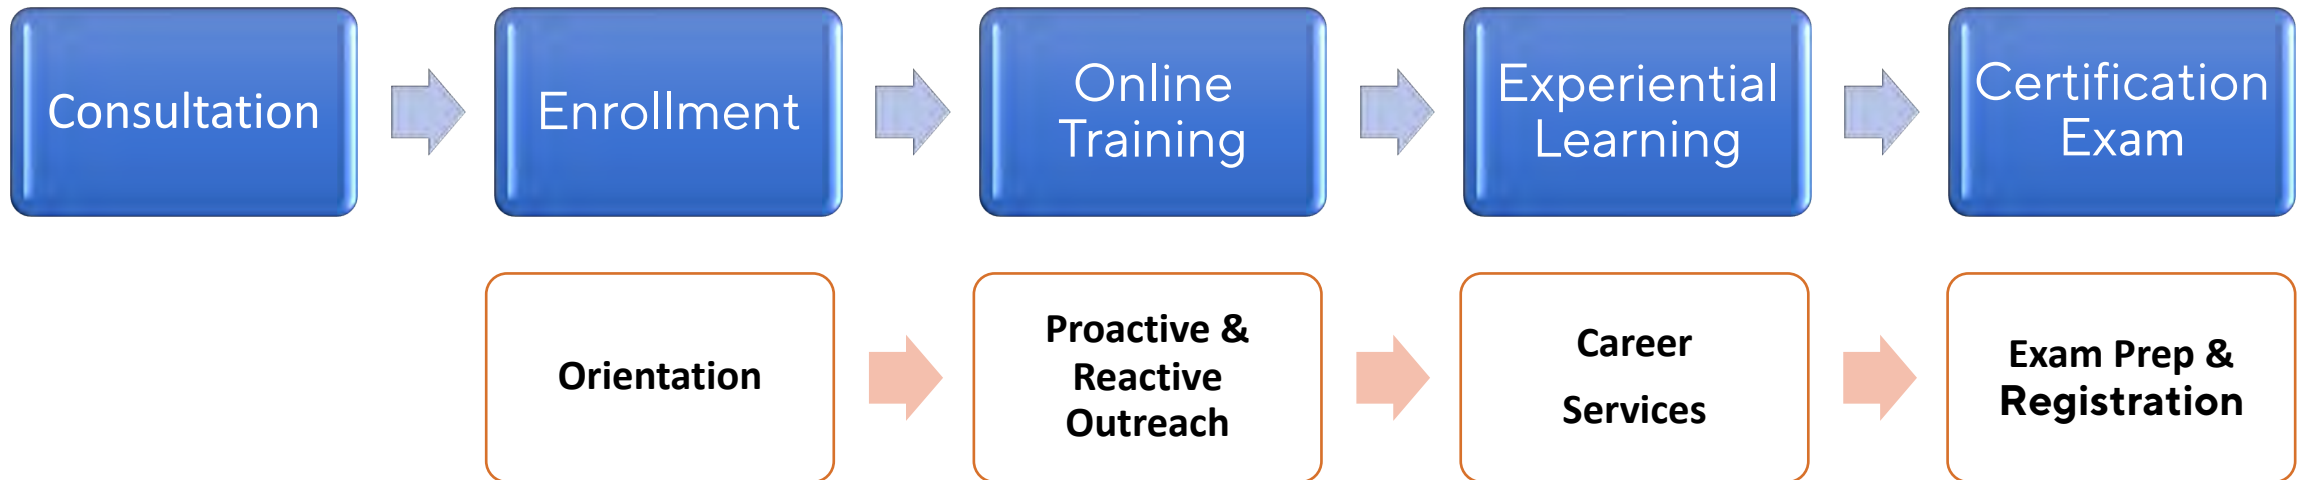 Consultation
Enrollment
Online
Training
Experiential
Learning
Certification
Exam
Orientation
Proactive &
Reactive
Outreach
Career
Services
Exam Prep &
Registration